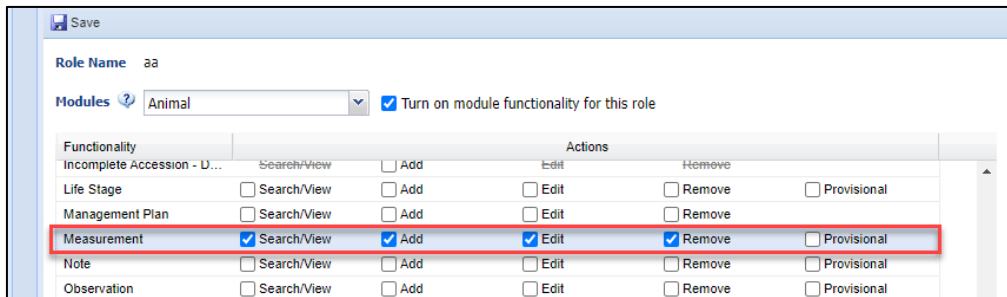 Save
Role Name aa
Modules Animal Turn on module functionality for this role
Functionality Actions
Incomplete Accession - D... Search/View Add Edit Remove
Life Stage Search/View Add Edit Remove Provisional
Management Plan Search/View Add Edit Remove
Measurement Search/View Add Edit Remove Provisional
Note Search/View Add Edit Remove Provisional
Observation Search/View Add Edit Remove Provisional